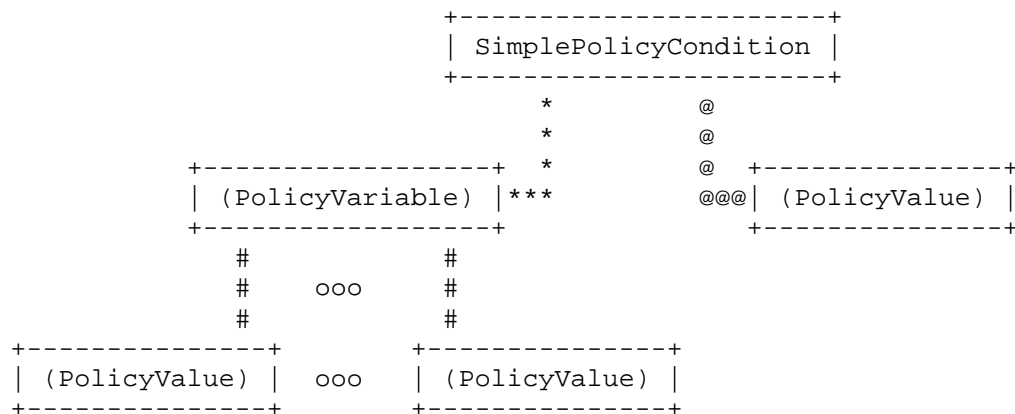 +-----------------------+
| SimplePolicyCondition |
+-----------------------+
* @
* @
+------------------+ * @ +---------------+
| (PolicyVariable) |*** @@@| (PolicyValue) |
+------------------+ +---------------+
# #
# ooo #
# #
+---------------+ +---------------+
| (PolicyValue) | ooo | (PolicyValue) |
+---------------+ +---------------+